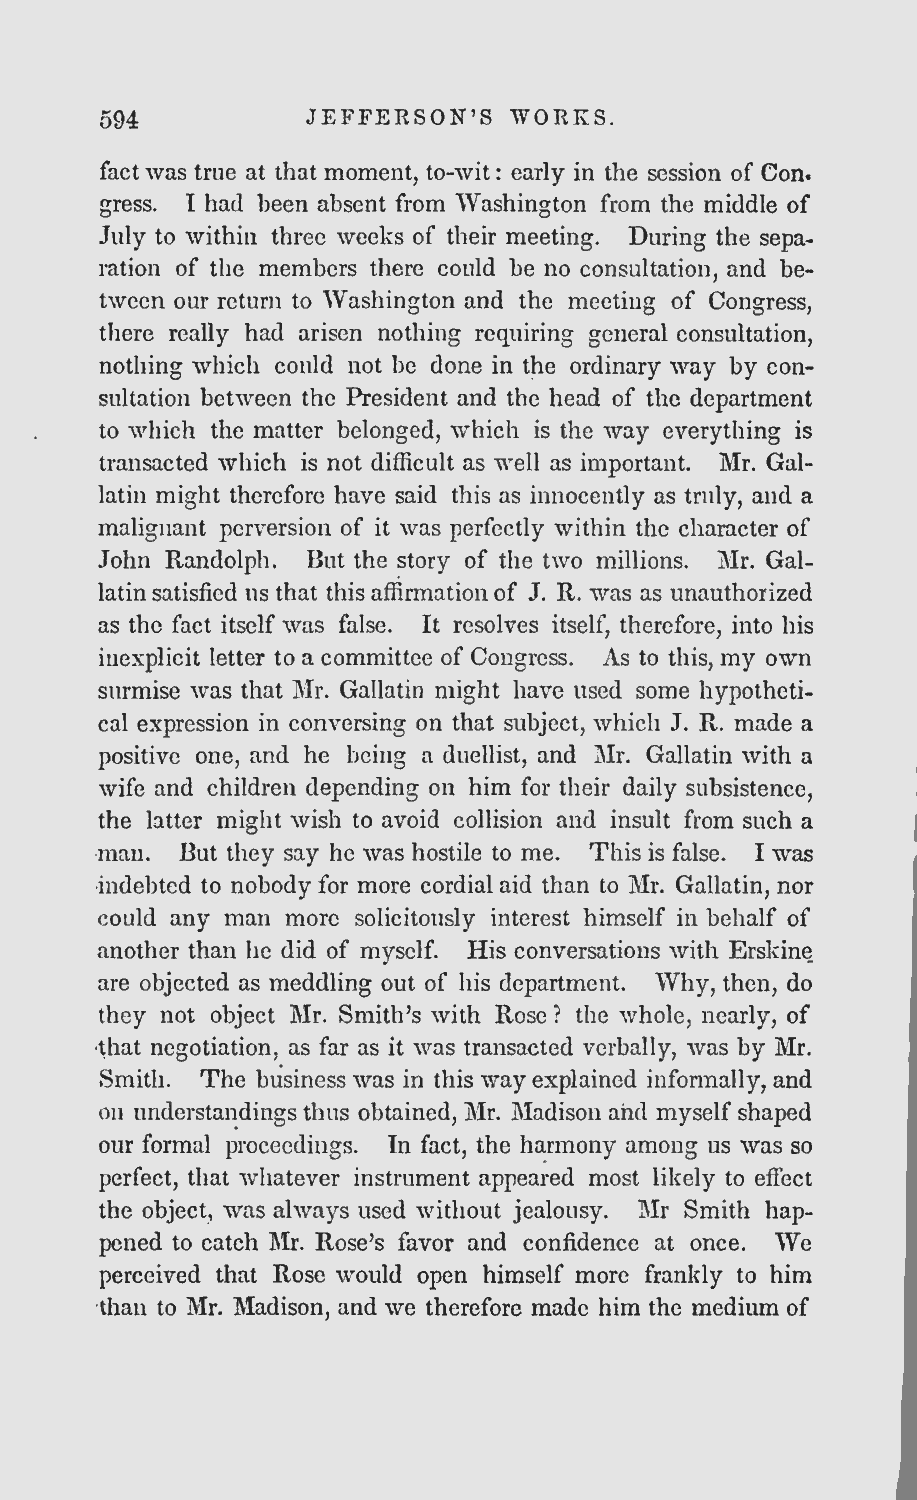 594 JEFFERSON'S WORKS.
fact was true at that moment, to-wit: early in the session of Con-
gress. I had been absent from Washington from the middle of
July to within three weeks of their meeting. During the sepa-
ration of the members there could be no consultation, and be-
tween our return to Washington and the meeting of Congress,
there really had arisen nothing requiring general consultation,
nothing which could not be done in the ordinary way by con-
sultation between the President and the head of the department
to which the matter belonged, which is the way everything is
transacted which is not difficult as well as important. Mr. Gal-
latin might therefore have said this as innocently as truly, and a
malignant perversion of it was perfectly within the character of
John Randolph. But the story of the two millions. Mr. Gal-
latin satisfied us that this affirmation of J. R. was as unauthorized
as the fact itself was false. It resolves itself, therefore, into his
inexplicit letter to a committee of Congress. As to this, my own
surmise was that Mr. Gallatin might have used some hypotheti-
cal expression in conversing on that subject, which J. R. made a
positive one, and he being a duellist, and Mr. Gallatin with a
wife and children depending on him for their daily subsistence,
the latter might wish to avoid collision and insult from such a
man. But they say he was hostile to me. This is false. I was
indebted to nobody for more cordial aid than to Mr. Gallatin, nor
could any man more solicitously interest himself in behalf of
another than he did of myself. His conversations with Erskine
are objected as meddling out of his department. Why, then, do
they not object Mr. Smith's with Rose? the whole, nearly, of
that negotiation, as far as it was transacted verbally, was by Mr.
Smith. The business was in this way explained informally, and
on understandings thus obtained, Mr. Madison and myself shaped
our formal proceedings. In fact, the harmony among us was so
perfect, that whatever instrument appeared most likely to effect
the object, was always used without jealousy. Mr Smith hap-
pened to catch Mr. Rose's favor and confidence at once. We
perceived that Rose would open himself more frankly to him
than to Mr. Madison, and we therefore made him the medium of